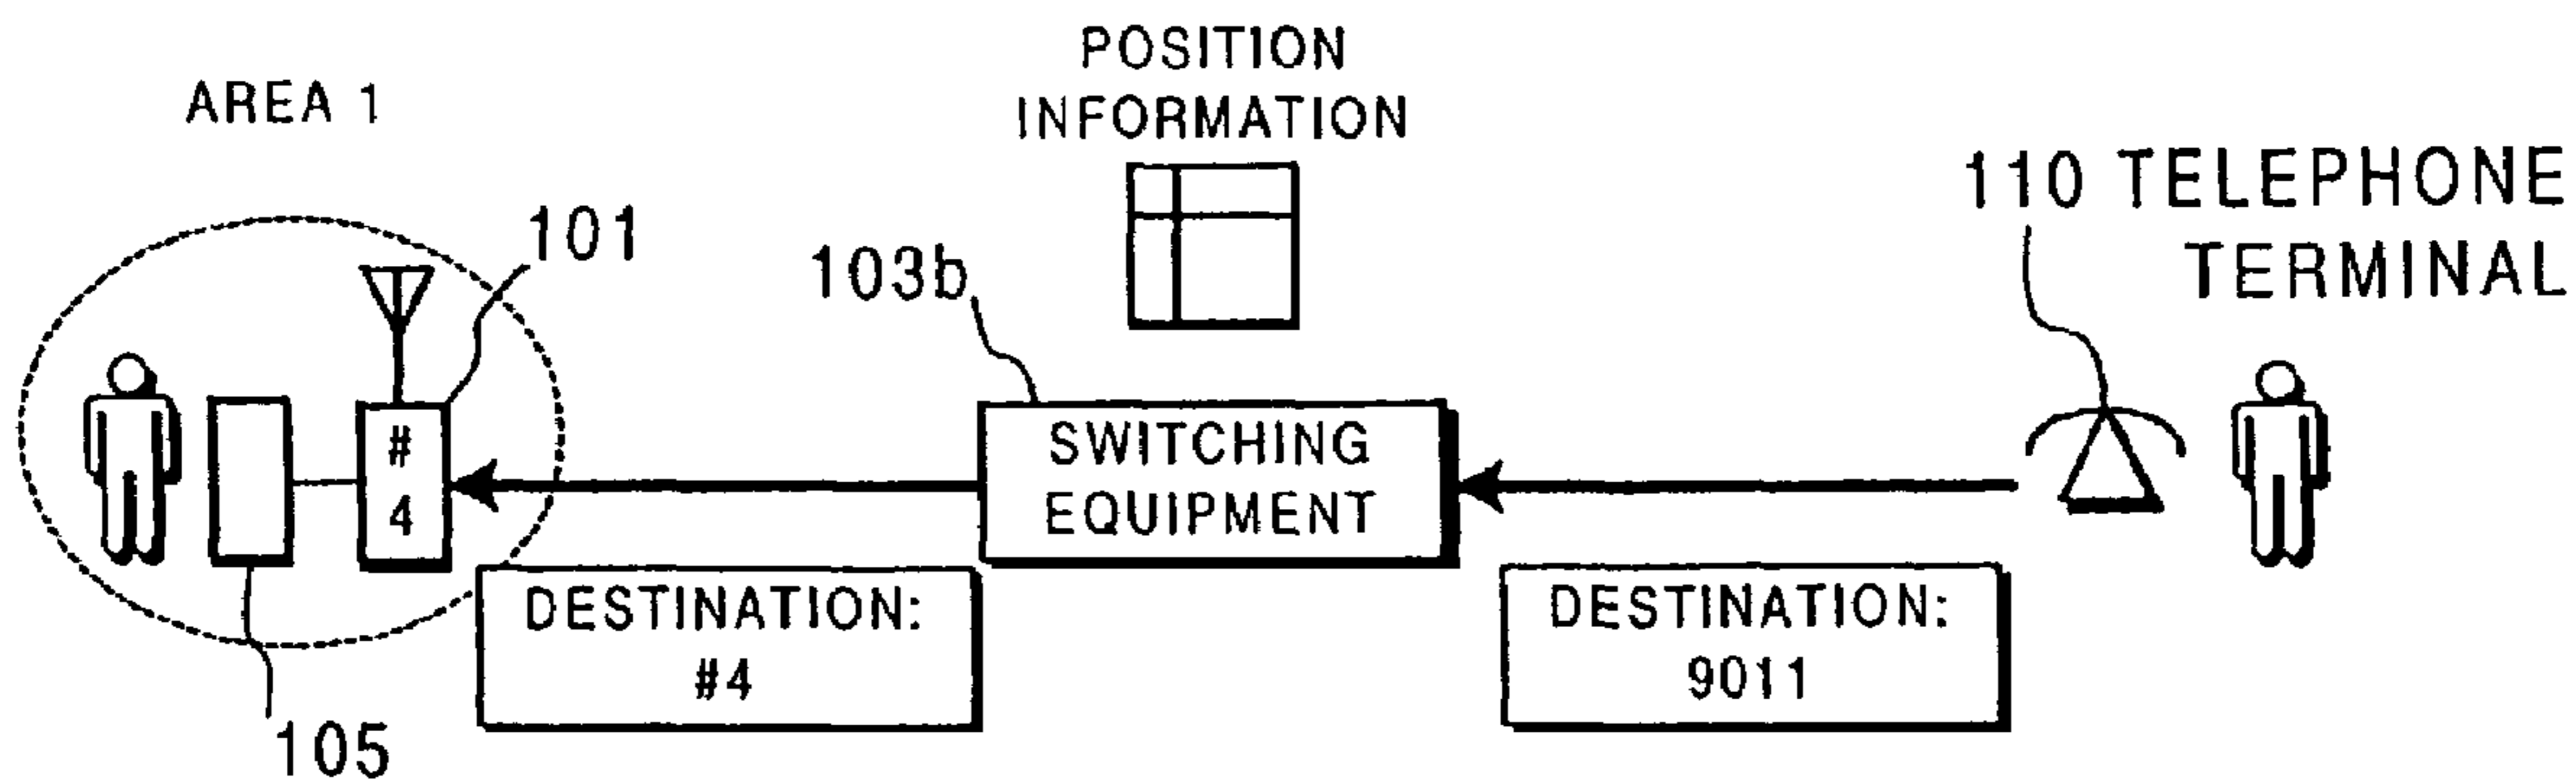 POSITION
INFORMATION
AREA 1
110 TELEPHONE
TERMINAL
101
103b
#
4
SWITCHING
EQUIPMENT
DESTINATION:
#4
DESTINATION:
9011
105